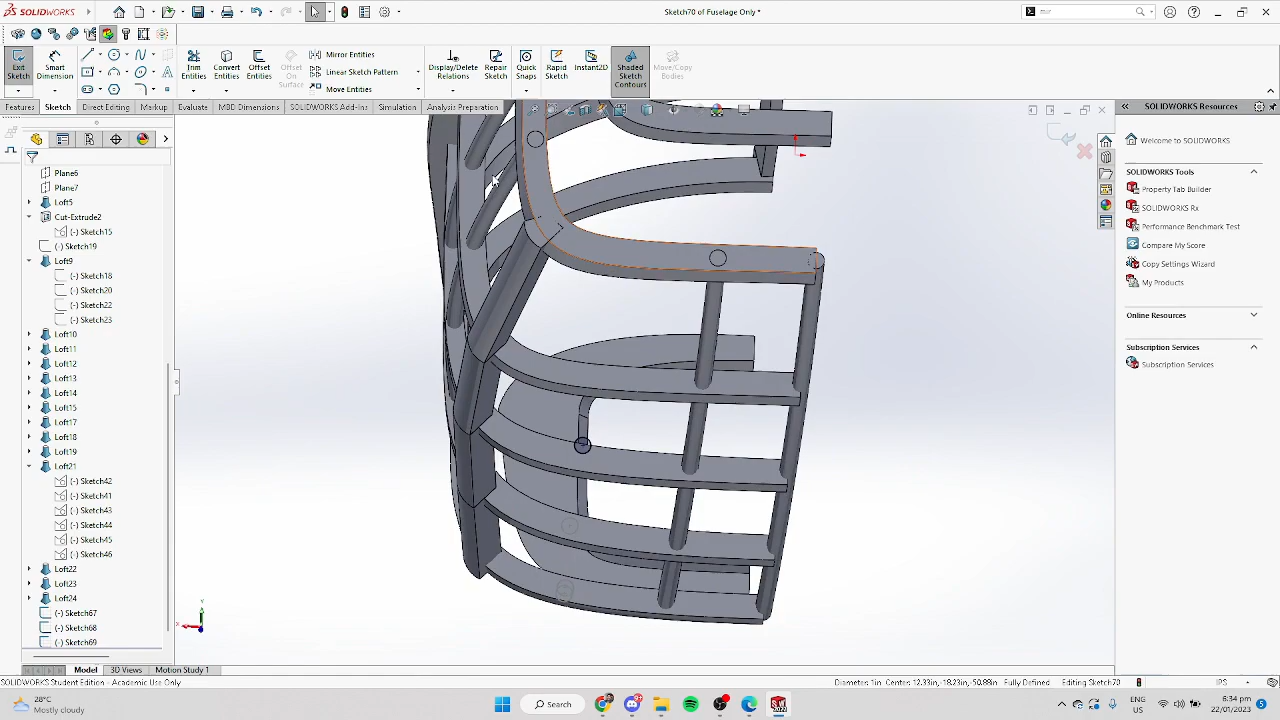 SOLIDWORKS
Sketch70 of Fuselage Only *
Exit Sketch
Smart Dimension
Trim Entities
Convert Entities
Offset Entities
Offset On Surface
Mirror Entities
Linear Sketch Pattern
Move Entities
Display/Delete Relations
Repair Sketch
Quick Snaps
Rapid Sketch
Instant2D
Shaded Sketch Contours
Move/Copy Bodies
Features
Sketch
Direct Editing
Markup
Evaluate
MBD Dimensions
SOLIDWORKS Add-Ins
Simulation
Analysis Preparation
Plane6
Plane7
Loft5
Cut-Extrude2
(-) Sketch15
(-) Sketch19
Loft9
(-) Sketch18
(-) Sketch20
(-) Sketch22
(-) Sketch23
Loft10
Loft11
Loft12
Loft13
Loft14
Loft15
Loft17
Loft18
Loft19
Loft21
(-) Sketch42
(-) Sketch41
(-) Sketch43
(-) Sketch44
(-) Sketch45
(-) Sketch46
Loft22
Loft23
Loft24
(-) Sketch67
(-) Sketch68
(-) Sketch69
SOLIDWORKS Resources
Welcome to SOLIDWORKS
SOLIDWORKS Tools
Property Tab Builder
SOLIDWORKS Rx
Performance Benchmark Test
Compare My Score
Copy Settings Wizard
My Products
Online Resources
Subscription Services
Subscription Services
Y
X
Model
3D Views
Motion Study 1
SOLIDWORKS Student Edition - Academic Use Only
Diameter: 1in Center: 12.33in,-18.23in,-50.88in Fully Defined Editing Sketch70
IPS
28°C
Mostly cloudy
Search
ENG
US
6:34 pm
22/01/2023